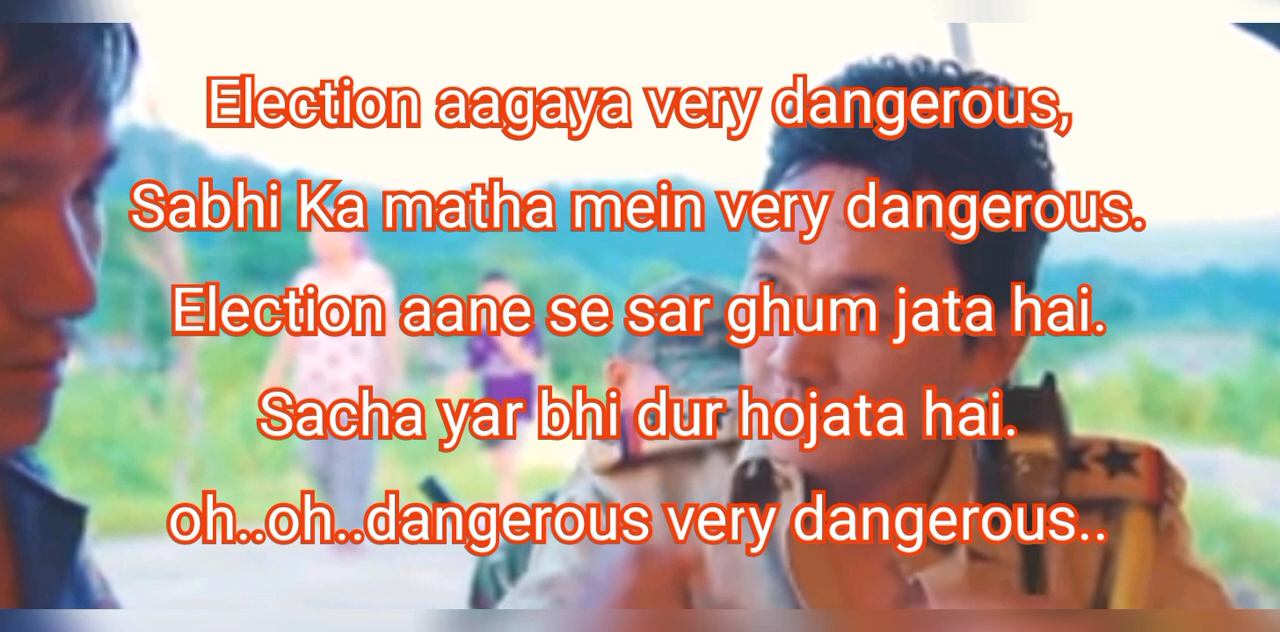 Election aagaya very dangerous,
Sabhi Ka matha mein very dangerous.
Election aane se sar ghum jata hai.
Sacha yar bhi dur hojata hai.
oh..oh..dangerous very dangerous..